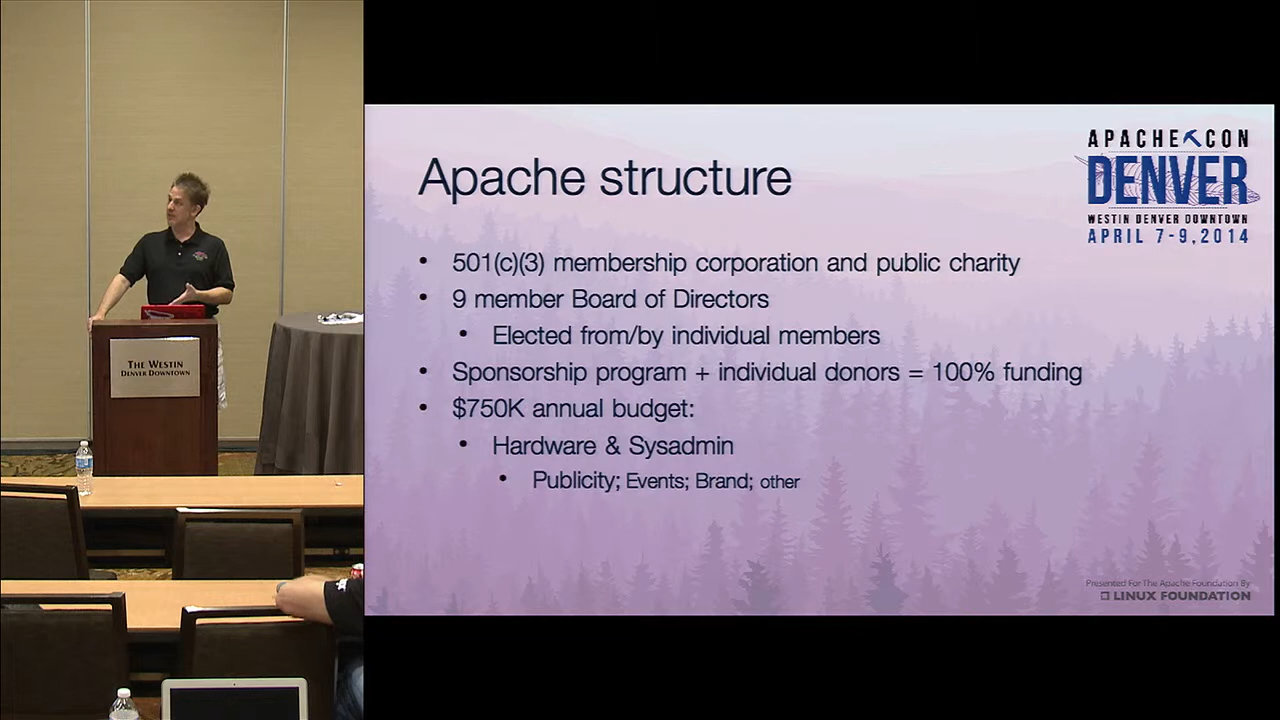 THE WESTIN
DENVER DOWNTOWN
Apache structure
APACHE CON
DENVER
WESTIN DENVER DOWNTOWN
APRIL 7-9, 2014
• 501(c)(3) membership corporation and public charity
• 9 member Board of Directors
• Elected from/by individual members
• Sponsorship program + individual donors = 100% funding
• $750K annual budget:
• Hardware & Sysadmin
• Publicity; Events; Brand; other
Presented For The Apache Foundation By
LINUX FOUNDATION